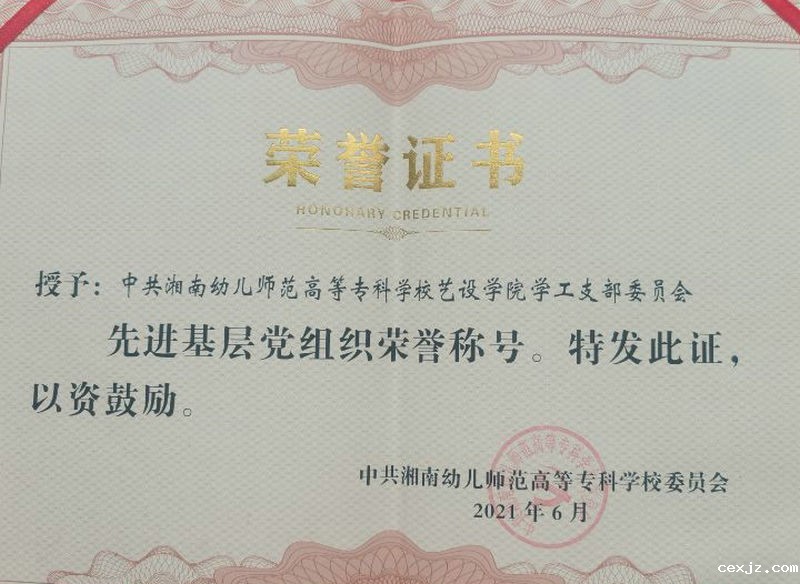 荣誉证书
HONORARY CREDENTIAL
授予：中共湘南幼儿师范高等专科学校艺设学院学工支部委员会
先进基层党组织荣誉称号。特发此证，
以资鼓励。
中共湘南幼儿师范高等专科学校委员会
2021年6月
cexjz.com